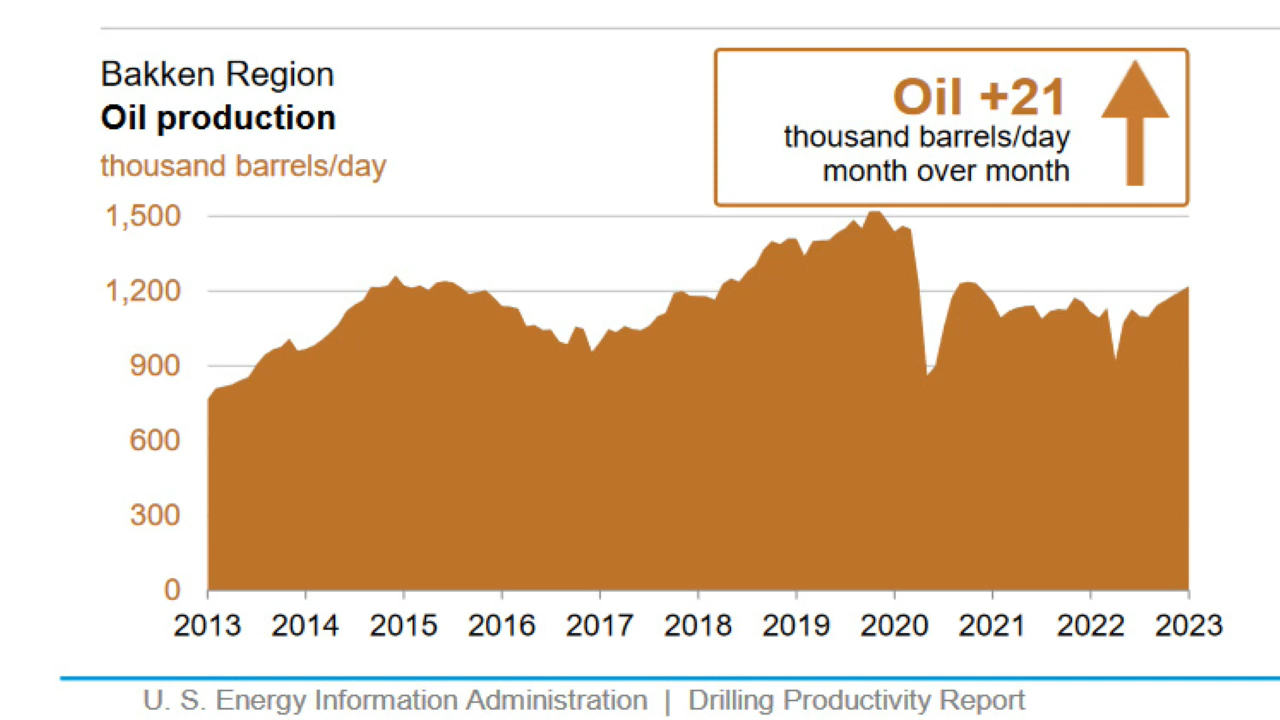 Bakken Region
Oil production
thousand barrels/day
Oil +21
thousand barrels/day
month over month
1,500
1,200
900
600
300
0
2013 2014 2015 2016 2017 2018 2019 2020 2021 2022 2023
U. S. Energy Information Administration | Drilling Productivity Report